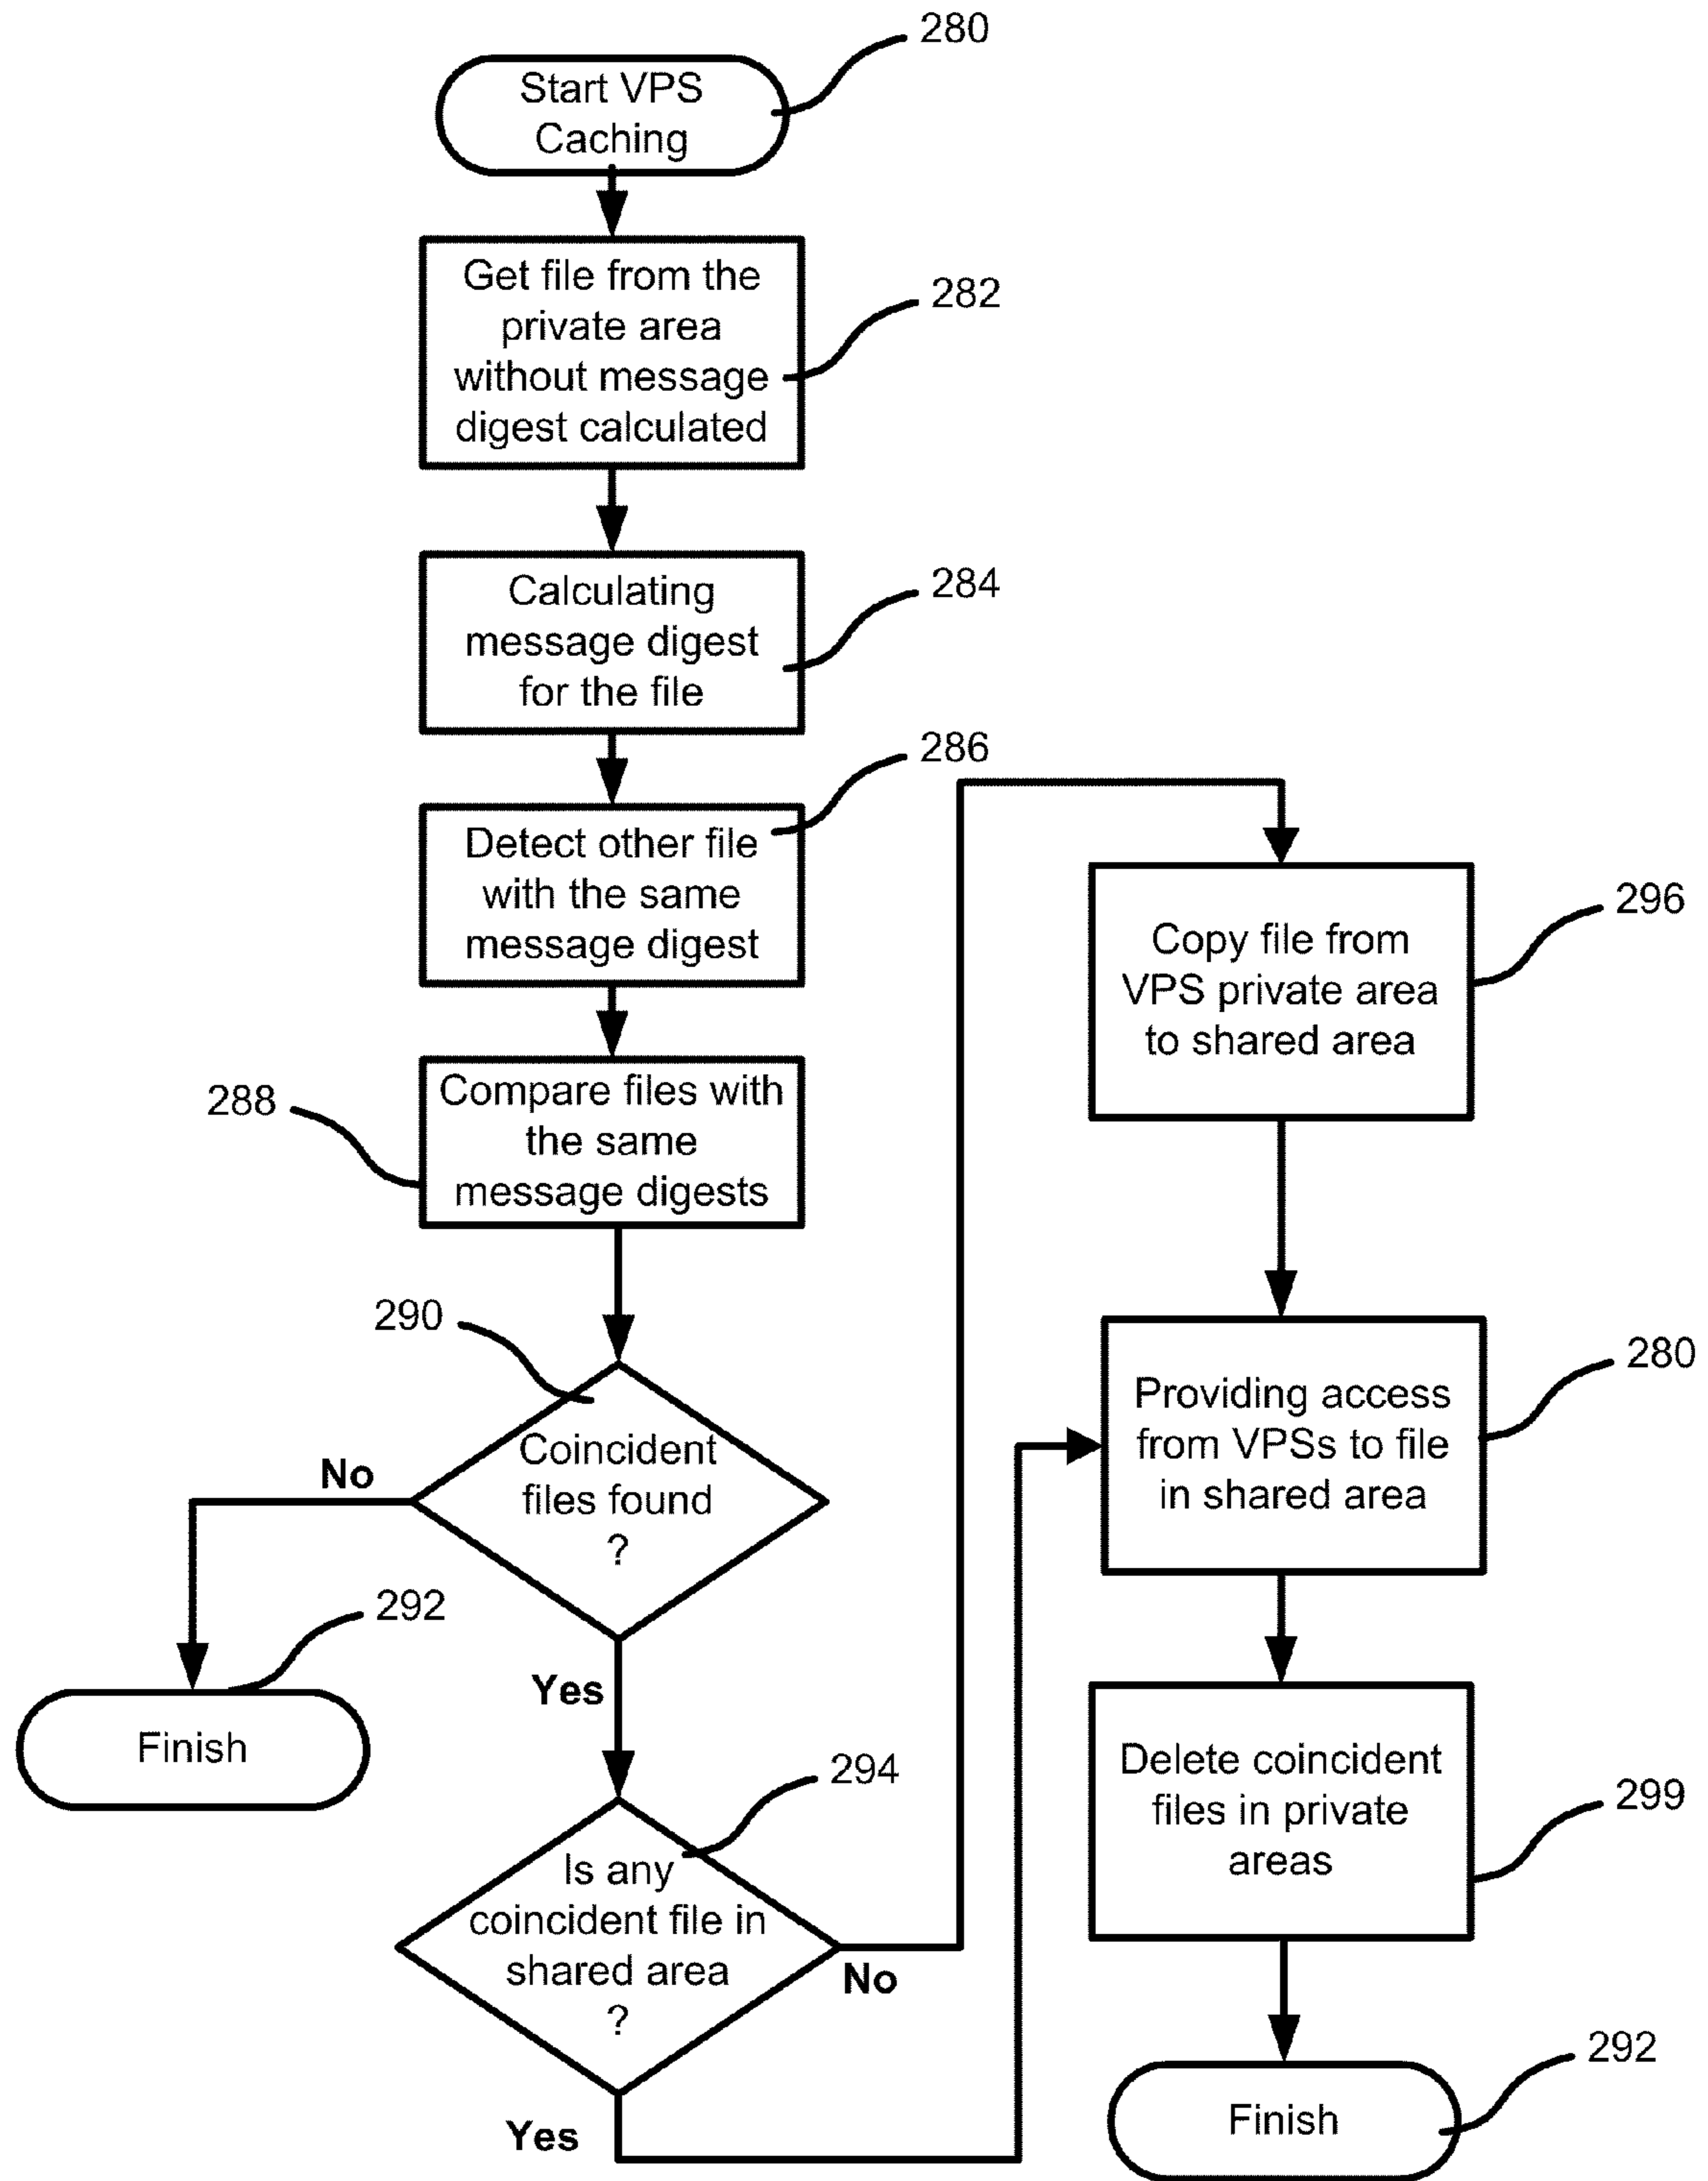 280
Start VPS
Caching
Get file from the
private area
without message
digest calculated
282
Calculating
message digest
for the file
284
286
Detect other file
with the same
message digest
288
Compare files with
the same
message digests
290
Coincident
files found
?
No
292
Finish
Yes
294
Is any
coincident file in
shared area
?
No
Yes
296
Copy file from
VPS private area
to shared area
280
Providing access
from VPSs to file
in shared area
Delete coincident
files in private
areas
299
292
Finish